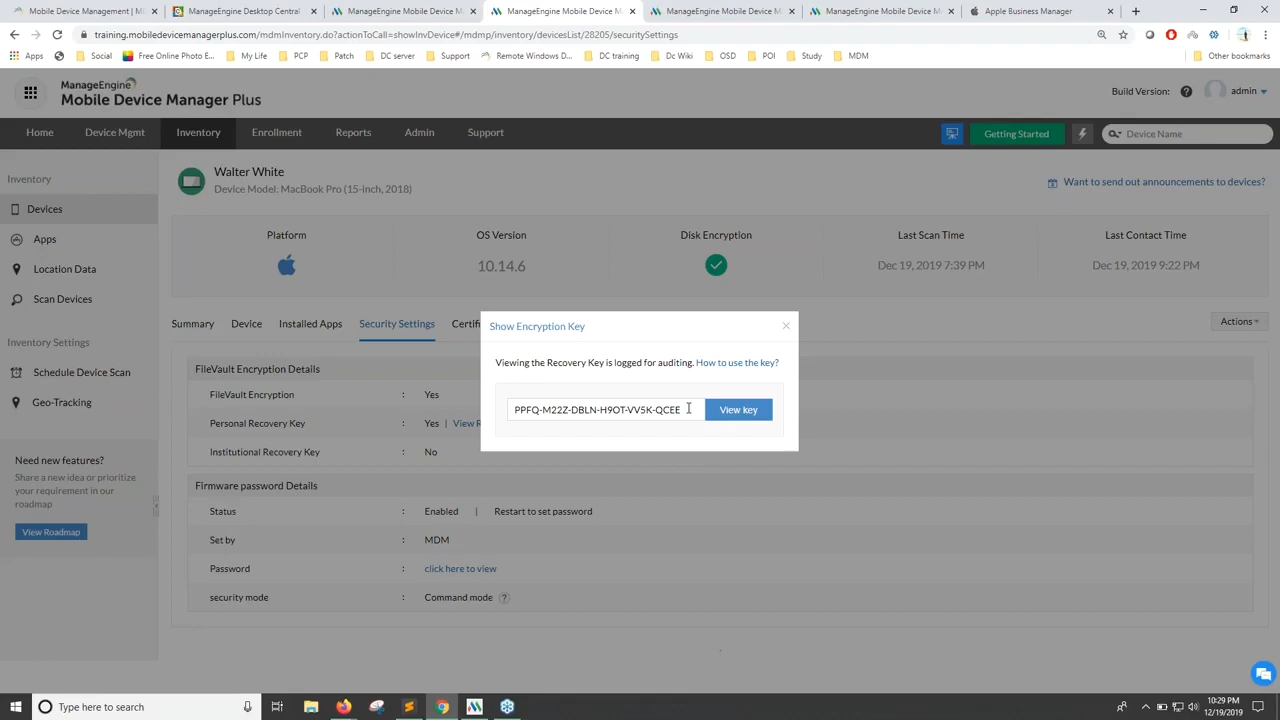 Mobile Device Management | M
ManageEngine Desktop Central
ManageEngine Mobile Device M
ManageEngine Mobile Device M
ManageEngine Mobile Device M
ManageEngine Mobile Device M
Apple Business Manager
training.mobiledevicemanagerplus.com/mdmInventory.do?actionToCall=showInvDevice#/mdmp/inventory/devicesList/28205/securitySettings
Apps
Social
Free Online Photo E...
My Life
PCP
Patch
DC server
Support
Remote Windows D...
DC training
Dc Wiki
OSD
POI
Study
MDM
Other bookmarks
ManageEngine
Mobile Device Manager Plus
Build Version:
?
admin
Home
Device Mgmt
Inventory
Enrollment
Reports
Admin
Support
Getting Started
Device Name
Inventory
Devices
Apps
Location Data
Scan Devices
Inventory Settings
Schedule Device Scan
Geo-Tracking
Need new features?
Share a new idea or prioritize
your requirement in our
roadmap
View Roadmap
Walter White
Device Model: MacBook Pro (15-inch, 2018)
Want to send out announcements to devices?
Platform
OS Version
Disk Encryption
Last Scan Time
Last Contact Time
10.14.6
Dec 19, 2019 7:39 PM
Dec 19, 2019 9:22 PM
Summary
Device
Installed Apps
Security Settings
Certifi
Actions
Show Encryption Key
Viewing the Recovery Key is logged for auditing. How to use the key?
PPFQ-M22Z-DBLN-H9OT-VV5K-QCEE
View key
FileVault Encryption Details
FileVault Encryption : Yes
Personal Recovery Key : Yes | View R
Institutional Recovery Key : No
Firmware password Details
Status : Enabled | Restart to set password
Set by : MDM
Password : click here to view
security mode : Command mode ?
Type here to search
10:29 PM
12/19/2019